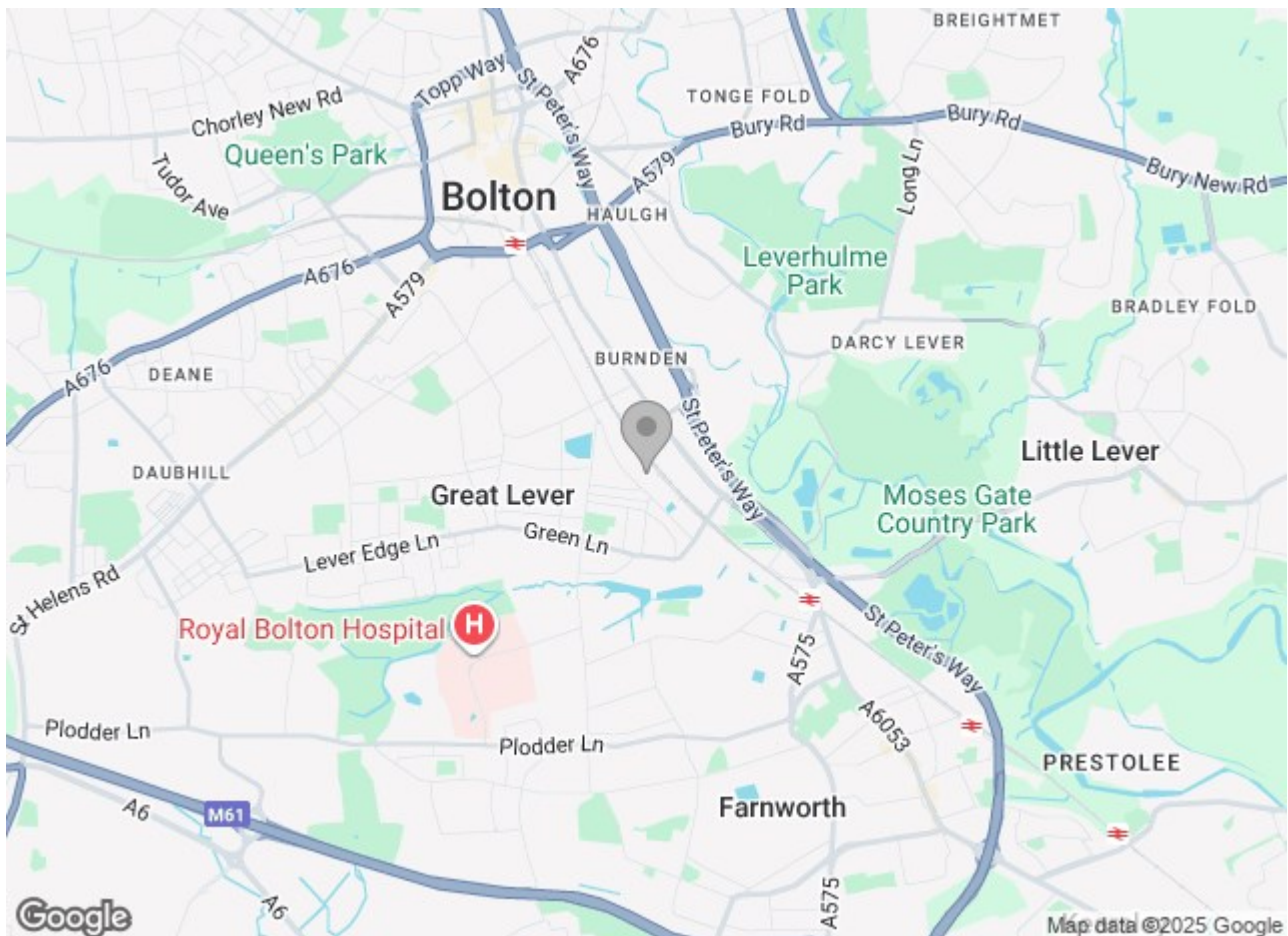 BREIGHTMET
Topp Way
A676
St Peter's Way
Chorley New Rd
TONGE FOLD
Bury Rd
Bury Rd
Queen's Park
A579
Bury New Rd
Tudor Ave
Long Ln
Bolton
HAULGH
Leverhulme
Park
A676
A579
BRADLEY FOLD
BURNDEN
DARCY LEVER
A676
DEANE
St Peter's Way
Little Lever
DAUBHILL
Great Lever
Moses Gate
Country Park
Green Ln
Lever Edge Ln
St Helens Rd
Royal Bolton Hospital
H
St Peter's Way
A575
A6053
Plodder Ln
Plodder Ln
PRESTOLEE
A6
M61
Farnworth
A575
A6
Google
Map data ©2025 Google